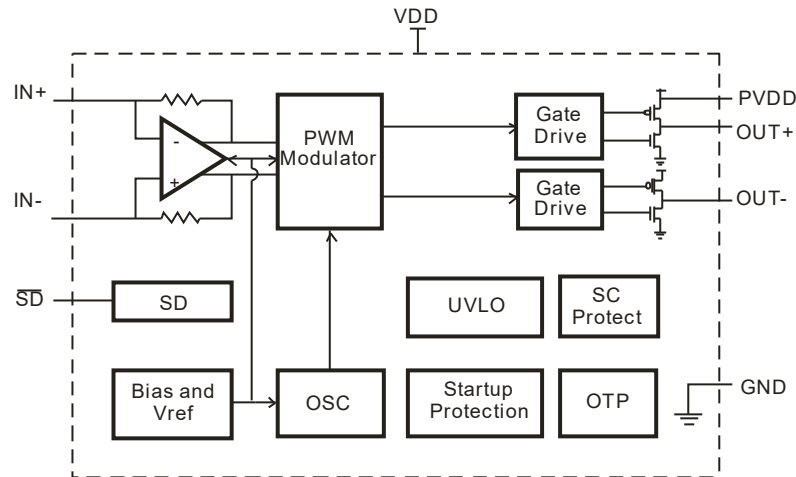 VDD
IN+
PVDD
Gate
Drive
PWM
Modulator
OUT+
-
+
IN-
Gate
Drive
OUT-
SD
SD
UVLO
SC
Protect
Bias and
Vref
OSC
Startup
Protection
OTP
GND